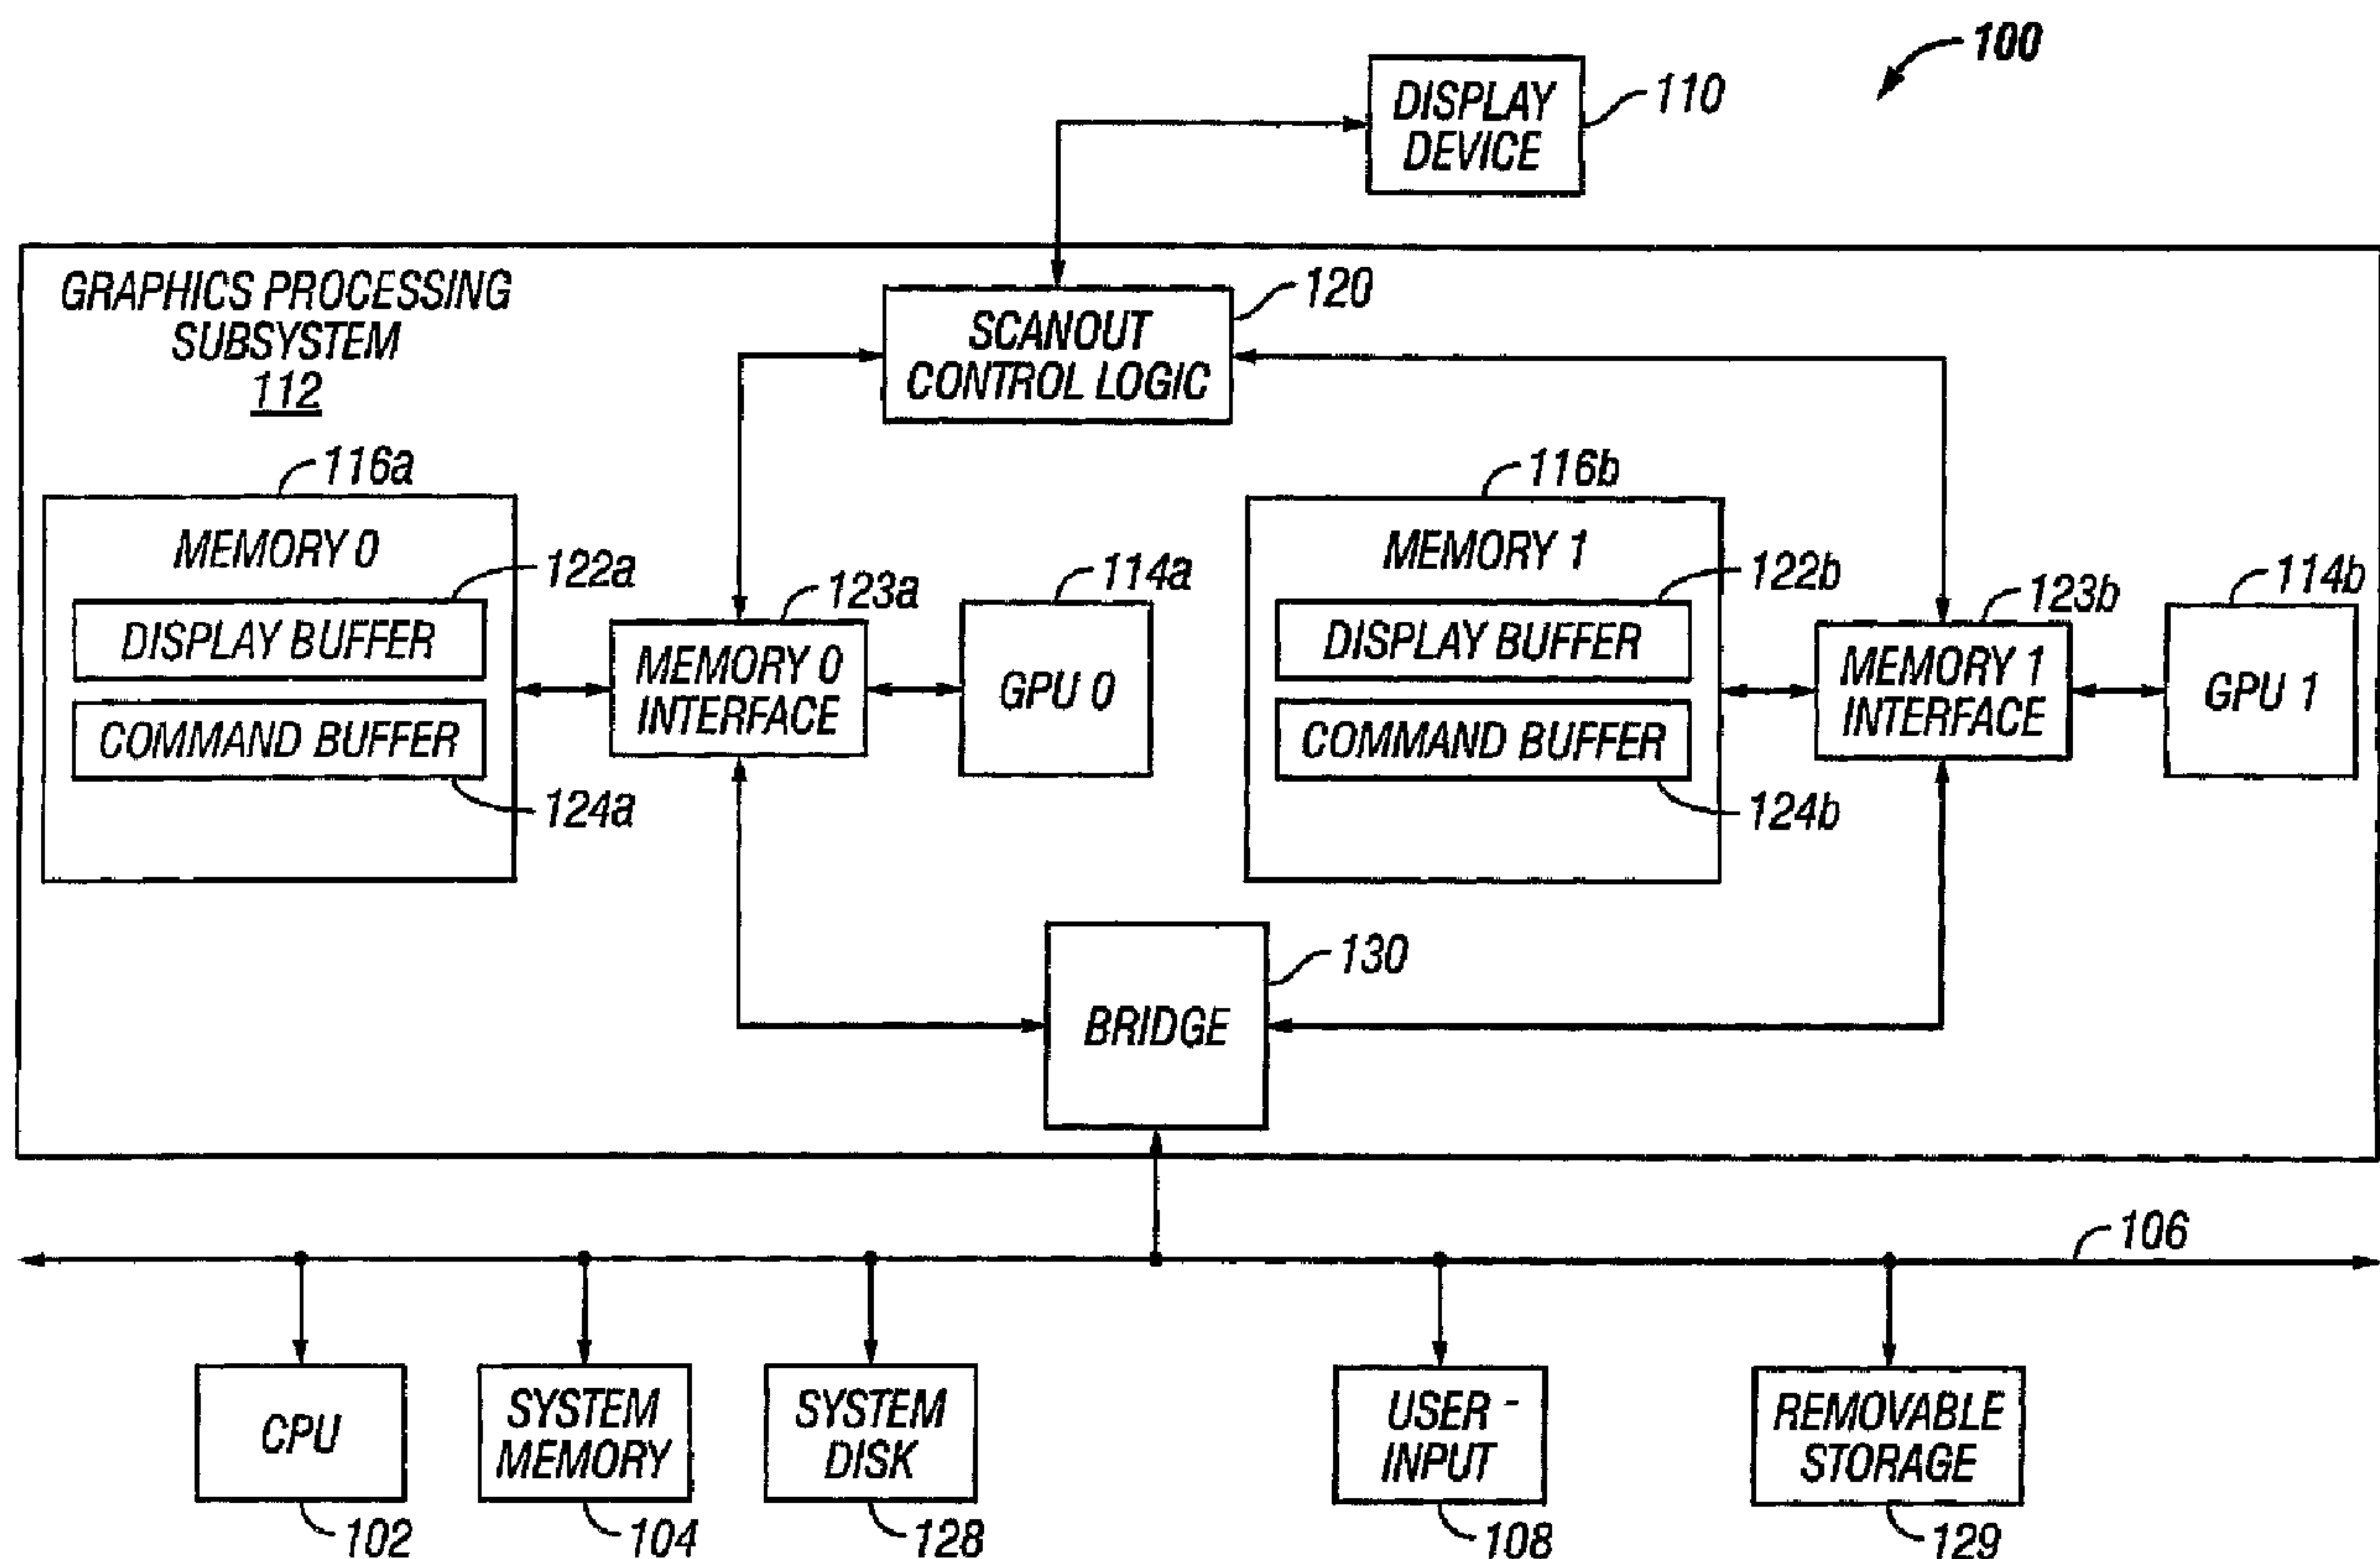 100
DISPLAY
DEVICE
110
GRAPHICS PROCESSING
SUBSYSTEM
112
SCANOUT
CONTROL LOGIC
120
116a
MEMORY 0
122a
DISPLAY BUFFER
COMMAND BUFFER
124a
123a
MEMORY 0
INTERFACE
114a
GPU 0
116b
MEMORY 1
122b
DISPLAY BUFFER
COMMAND BUFFER
124b
123b
MEMORY 1
INTERFACE
114b
GPU 1
BRIDGE
130
106
CPU
102
SYSTEM
MEMORY
104
SYSTEM
DISK
128
USER -
INPUT
108
REMOVABLE
STORAGE
129